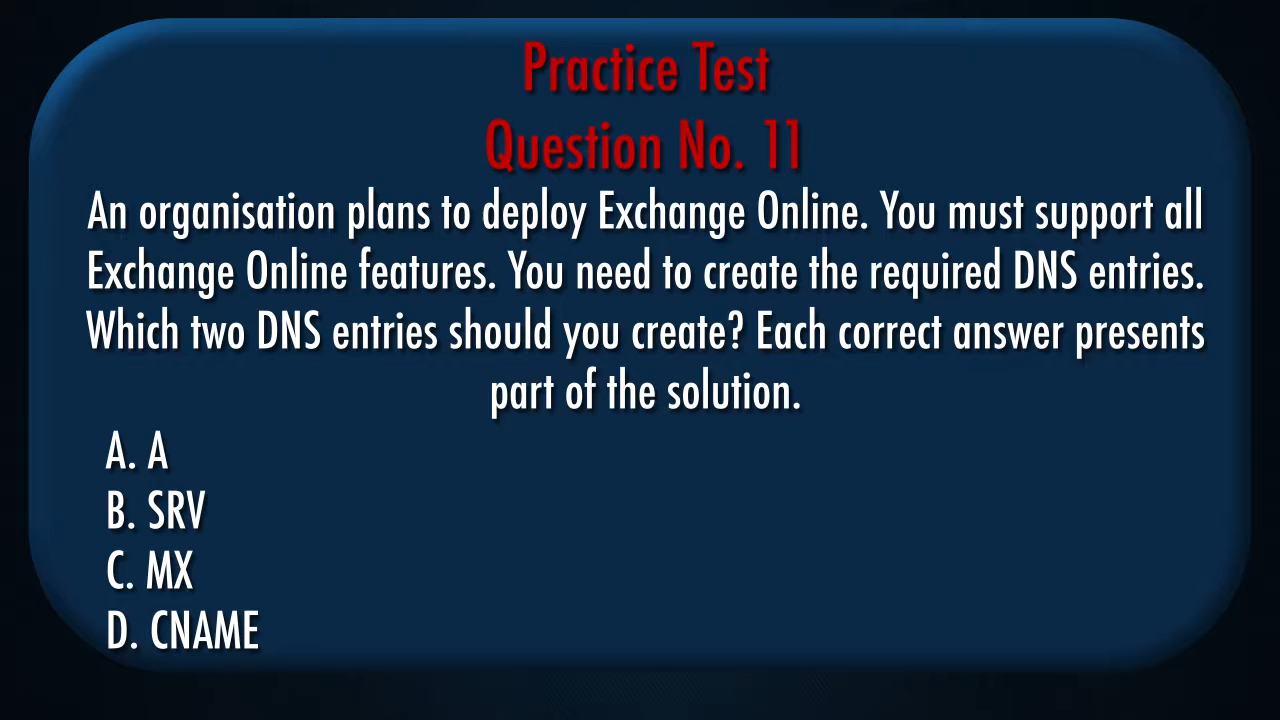 Practice Test
Question No. 11
An organisation plans to deploy Exchange Online. You must support all
Exchange Online features. You need to create the required DNS entries.
Which two DNS entries should you create? Each correct answer presents
part of the solution.
A. A
B. SRV
C. MX
D. CNAME